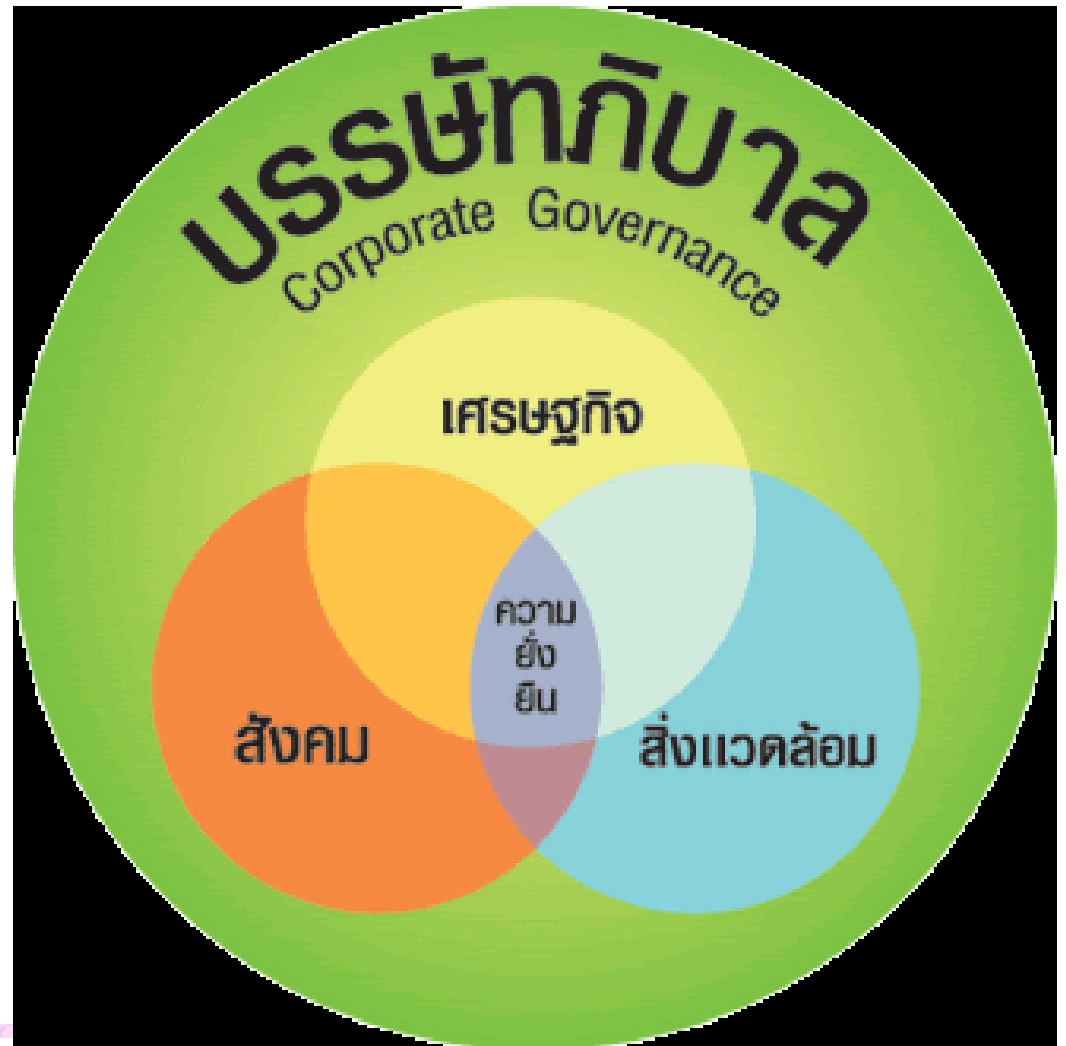 บรรษัทภิบาล
Corporate Governance
เศรษฐกิจ
ความ
ยั่ง
ยืน
สังคม
สิ่งแวดล้อม